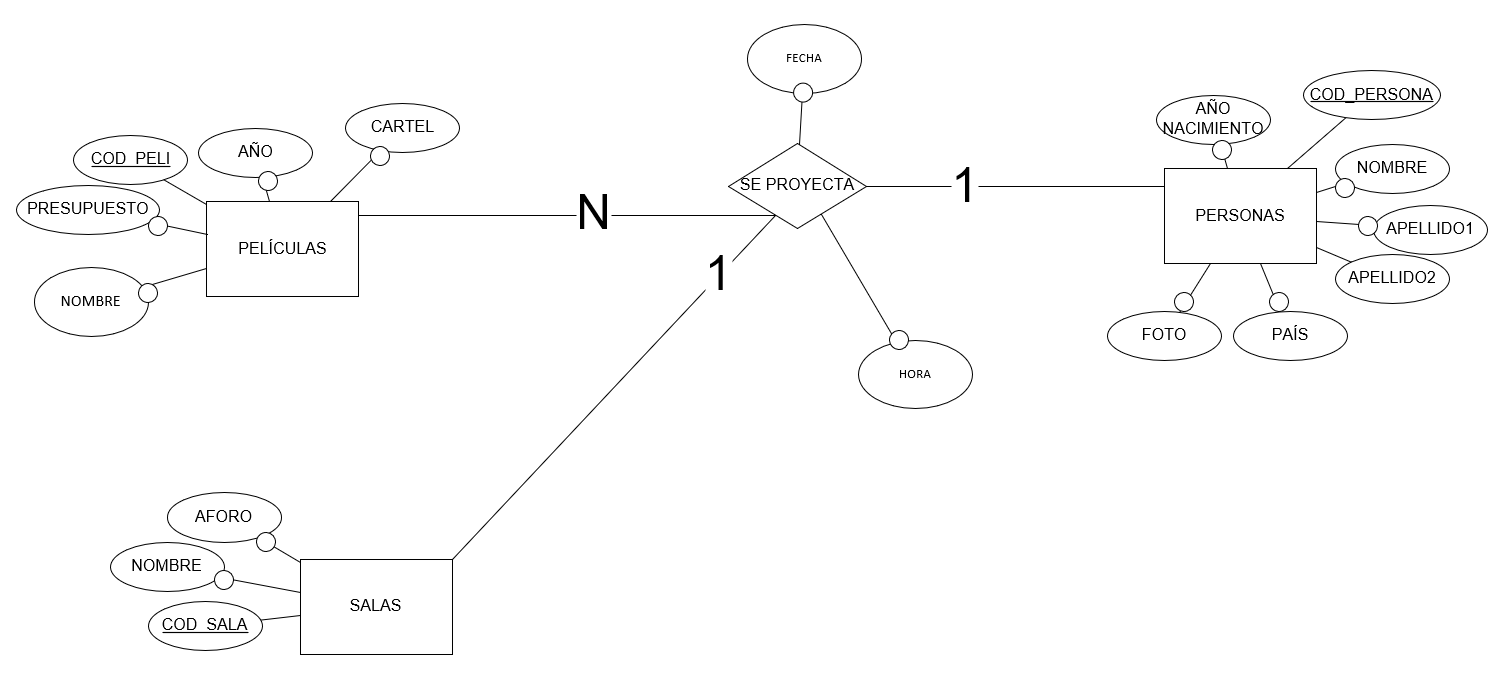 FECHA
COD_PERSONA
AÑO
NACIMIENTO
CARTEL
AÑO
COD_PELI
NOMBRE
SE PROYECTA
1
PRESUPUESTO
N
PERSONAS
APELLIDO1
PELÍCULAS
1
APELLIDO2
NOMBRE
FOTO
PAÍS
HORA
AFORO
NOMBRE
SALAS
COD_SALA